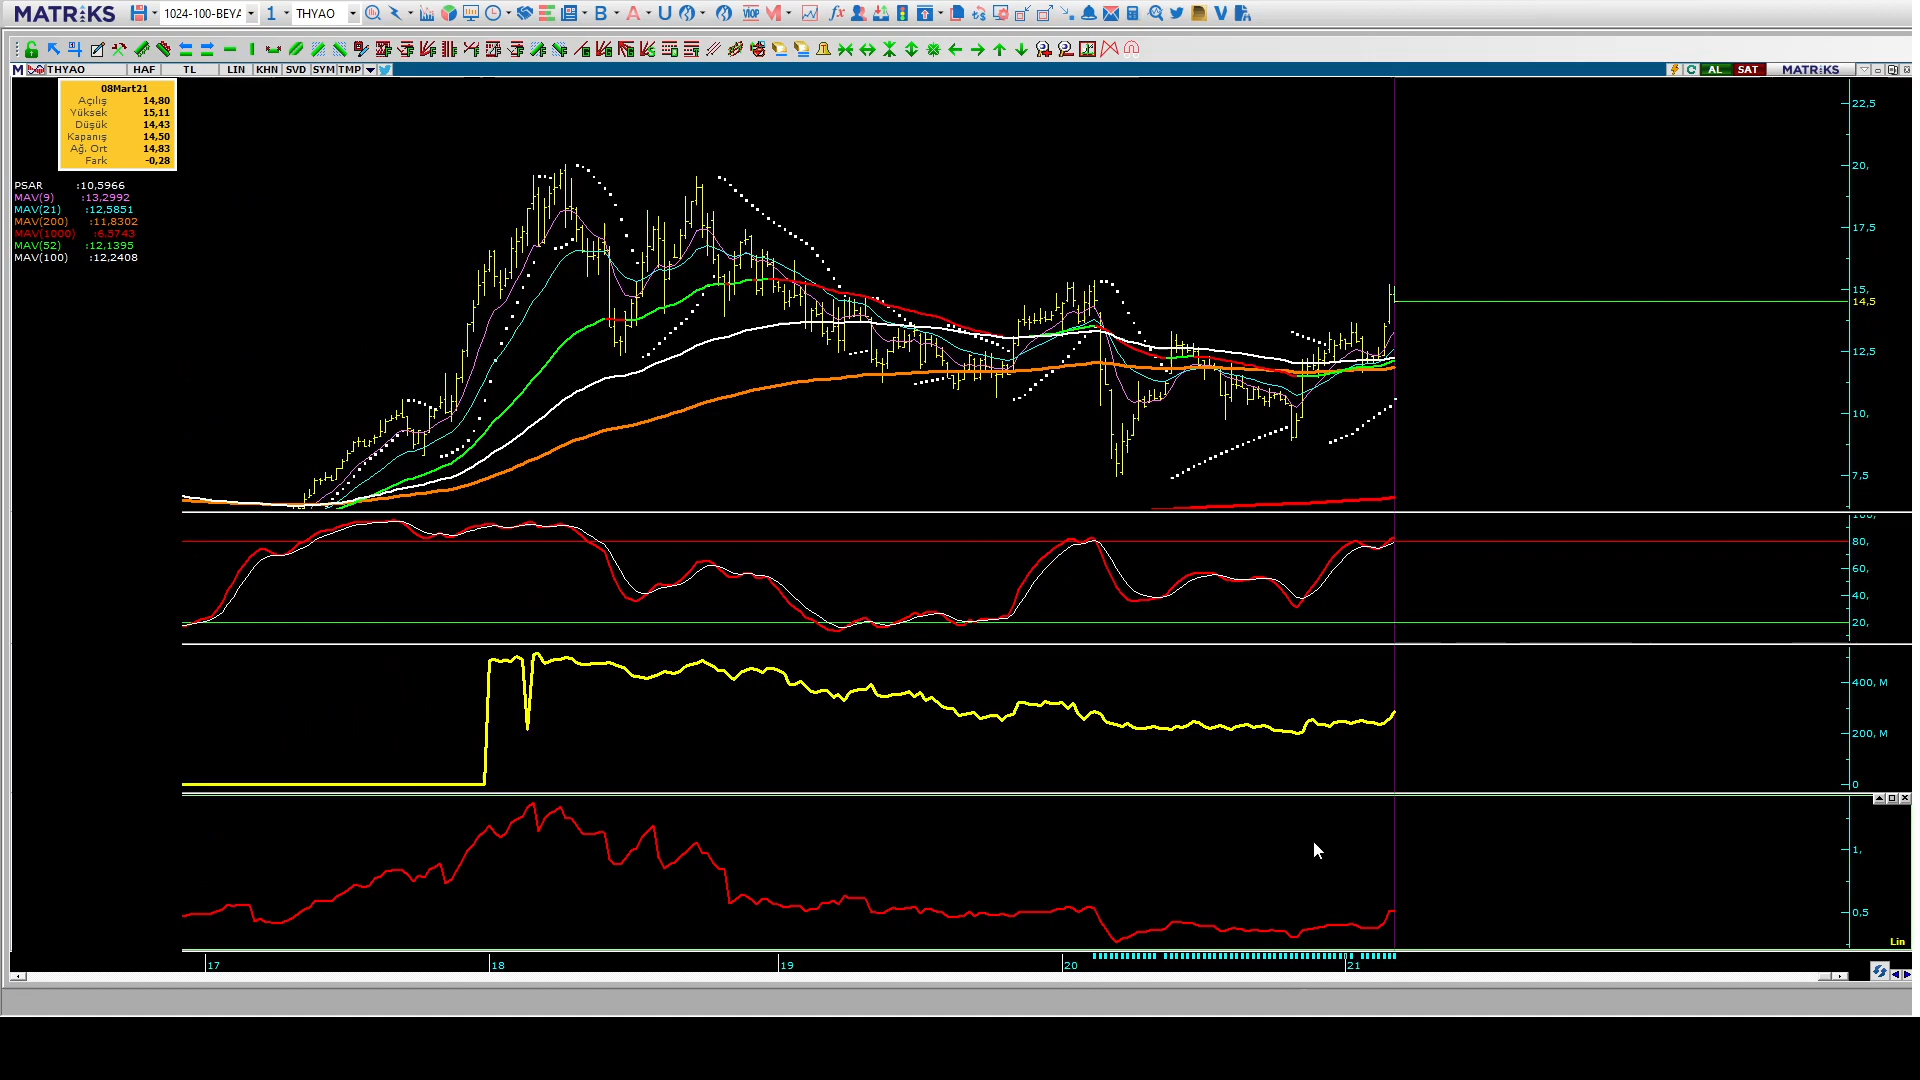 MATRiKS 1024-100-BEYA 1 THYAO B A U VIOP M fx V
M THYAO HAF TL LIN KHN SVD SYM TMP AL SAT MATRiKS
08Mart21
Açılış 14,80
Yüksek 15,11
Düşük 14,43
Kapanış 14,50
Ağ. Ort 14,83
Fark -0,28
PSAR :10,5966
MAV(9) :13,2992
MAV(21) :12,5851
MAV(200) :11,8302
MAV(1000) :6,5743
MAV(52) :12,1395
MAV(100) :12,2408
22,5
20,
17,5
15,
14,5
12,5
10,
7,5
100,
80,
60,
40,
20,
400, M
200, M
0
1,
0,5
Lin
17 18 19 20 21